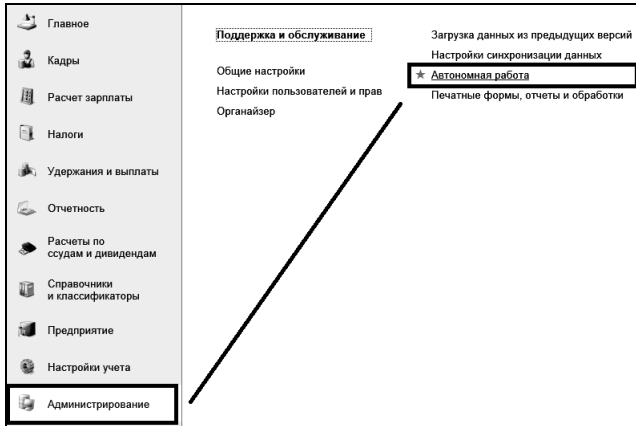 Главное
Кадры
Расчет зарплаты
Налоги
Удержания и выплаты
Отчетность
Расчеты по
ссудам и дивидендам
Справочники
и классификаторы
Предприятие
Настройки учета
Администрирование
Поддержка и обслуживание
Общие настройки
Настройки пользователей и прав
Органайзер
Загрузка данных из предыдущих версий
Настройки синхронизации данных
Автономная работа
Печатные формы, отчеты и обработки